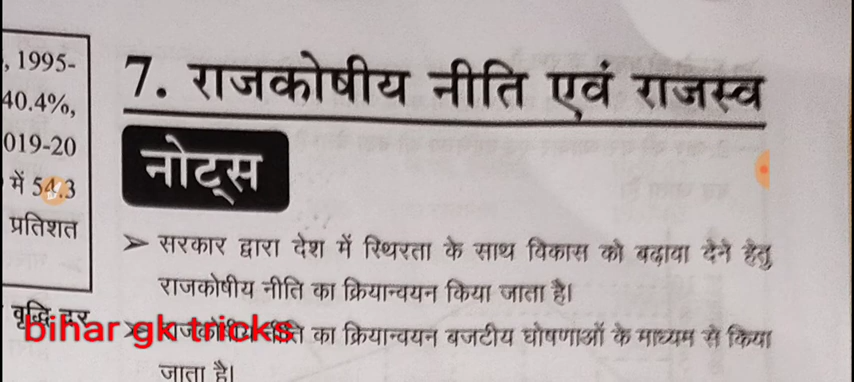 , 1995-
40.4%,
019-20
में 54.3
प्रतिशत
वृद्धि दर
7. राजकोषीय नीति एवं राजस्व
नोट्स
➤ सरकार द्वारा देश में स्थिरता के साथ विकास को बढ़ावा देने हेतु
राजकोषीय नीति का क्रियान्वयन किया जाता है।
➤ राजकोषीय नीति का क्रियान्वयन बजटीय घोषणाओं के माध्यम से किया
जाता है।
bihar gk tricks